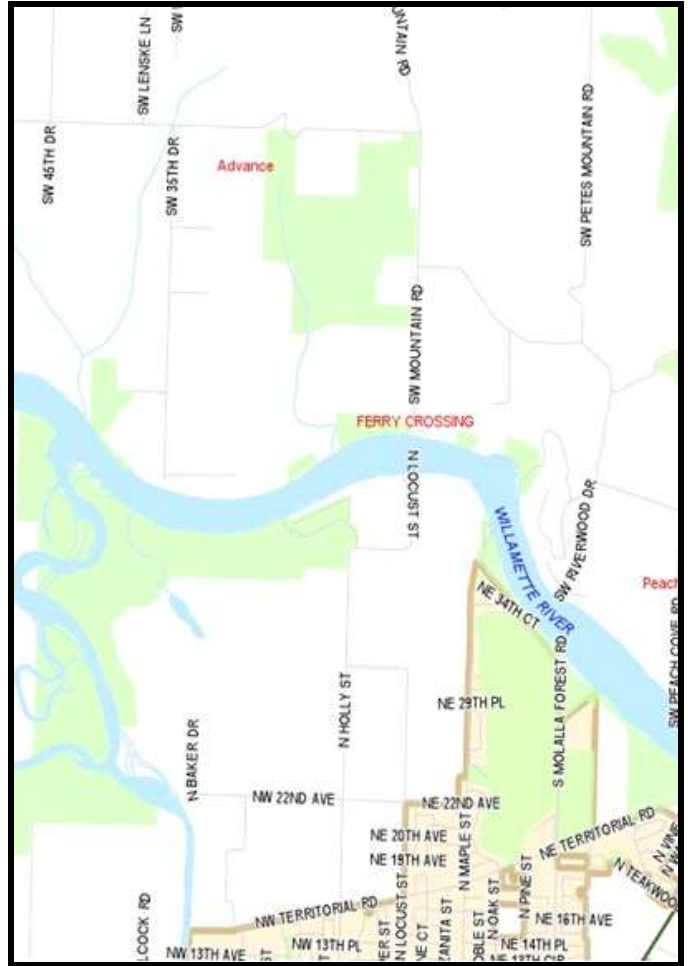 SW LENSKE LN
SW 45TH DR
SW 35TH DR
Advance
SW PETES MOUNTAIN RD
SW MOUNTAIN RD
FERRY CROSSING
N LOCUST ST
WILLAMETTE RIVER
SW RIVERWOOD DR
NE 34TH CT
SW PEACH COVE RD
S MOLALLA FOREST RD
NE 29TH PL
N HOLLY ST
N BAKER DR
NW 22ND AVE
NE 22ND AVE
NE 20TH AVE
NE 19TH AVE
N MAPLE ST
NE TERRITORIAL RD
NW TERRITORIAL RD
N LOCUST ST
N OAK ST
N PINE ST
NE 16TH AVE
NE 14TH PL
NW 13TH AVE
NW 13TH PL